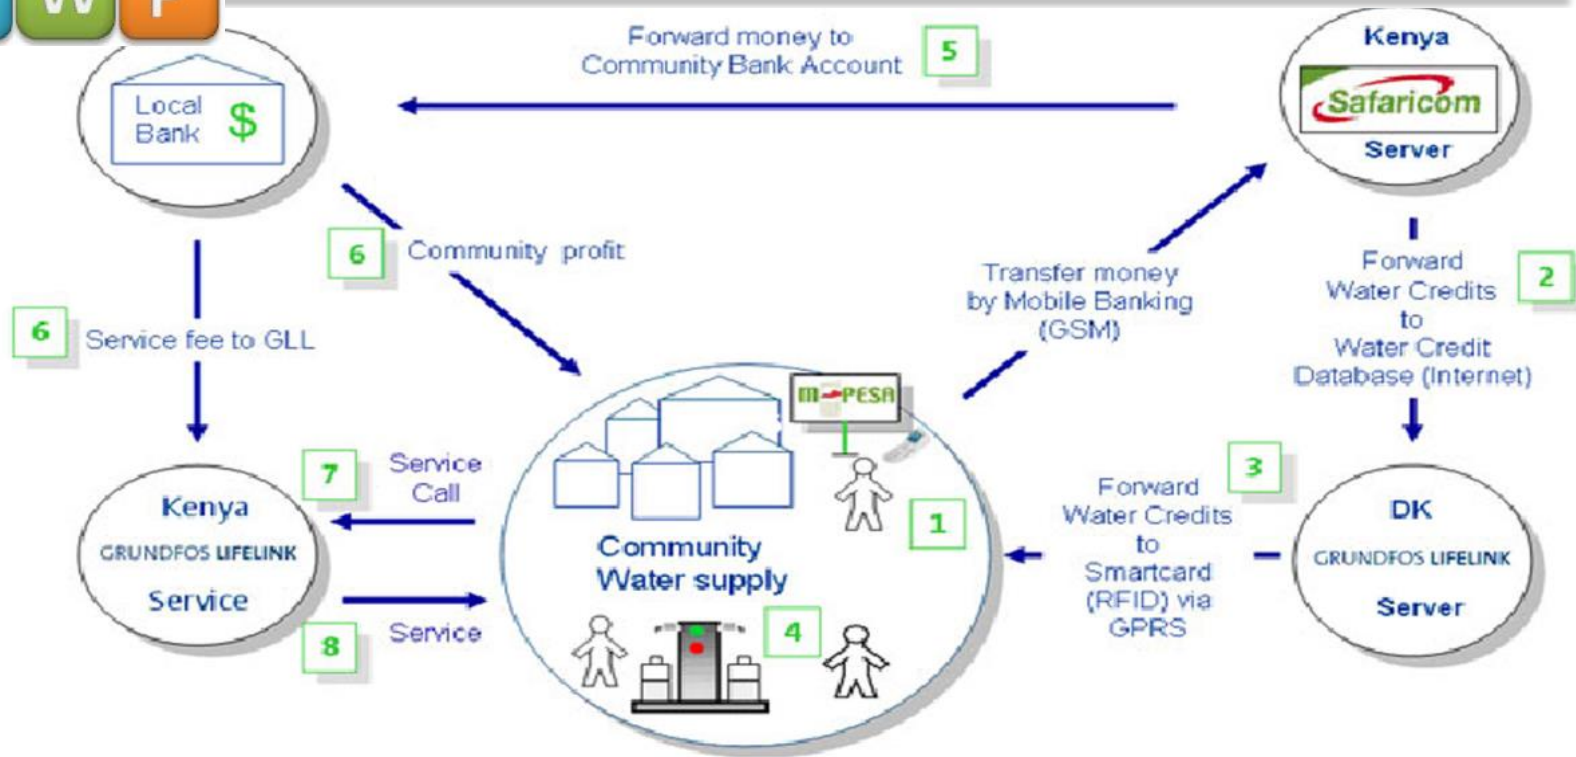 W
F
Local
Bank
$
Forward money to
Community Bank Account
5
Kenya
Safaricom
Server
6
Community profit
6
Service fee to GLL
Transfer money
by Mobile Banking
(GSM)
Forward
Water Credits
to
Water Credit
Database (Internet)
2
m-PESA
7
Service
Call
Kenya
GRUNDFOS LIFELINK
Service
8
Service
Community
Water supply
1
4
3
Forward
Water Credits
to
Smartcard
(RFID) via
GPRS
DK
GRUNDFOS LIFELINK
Server